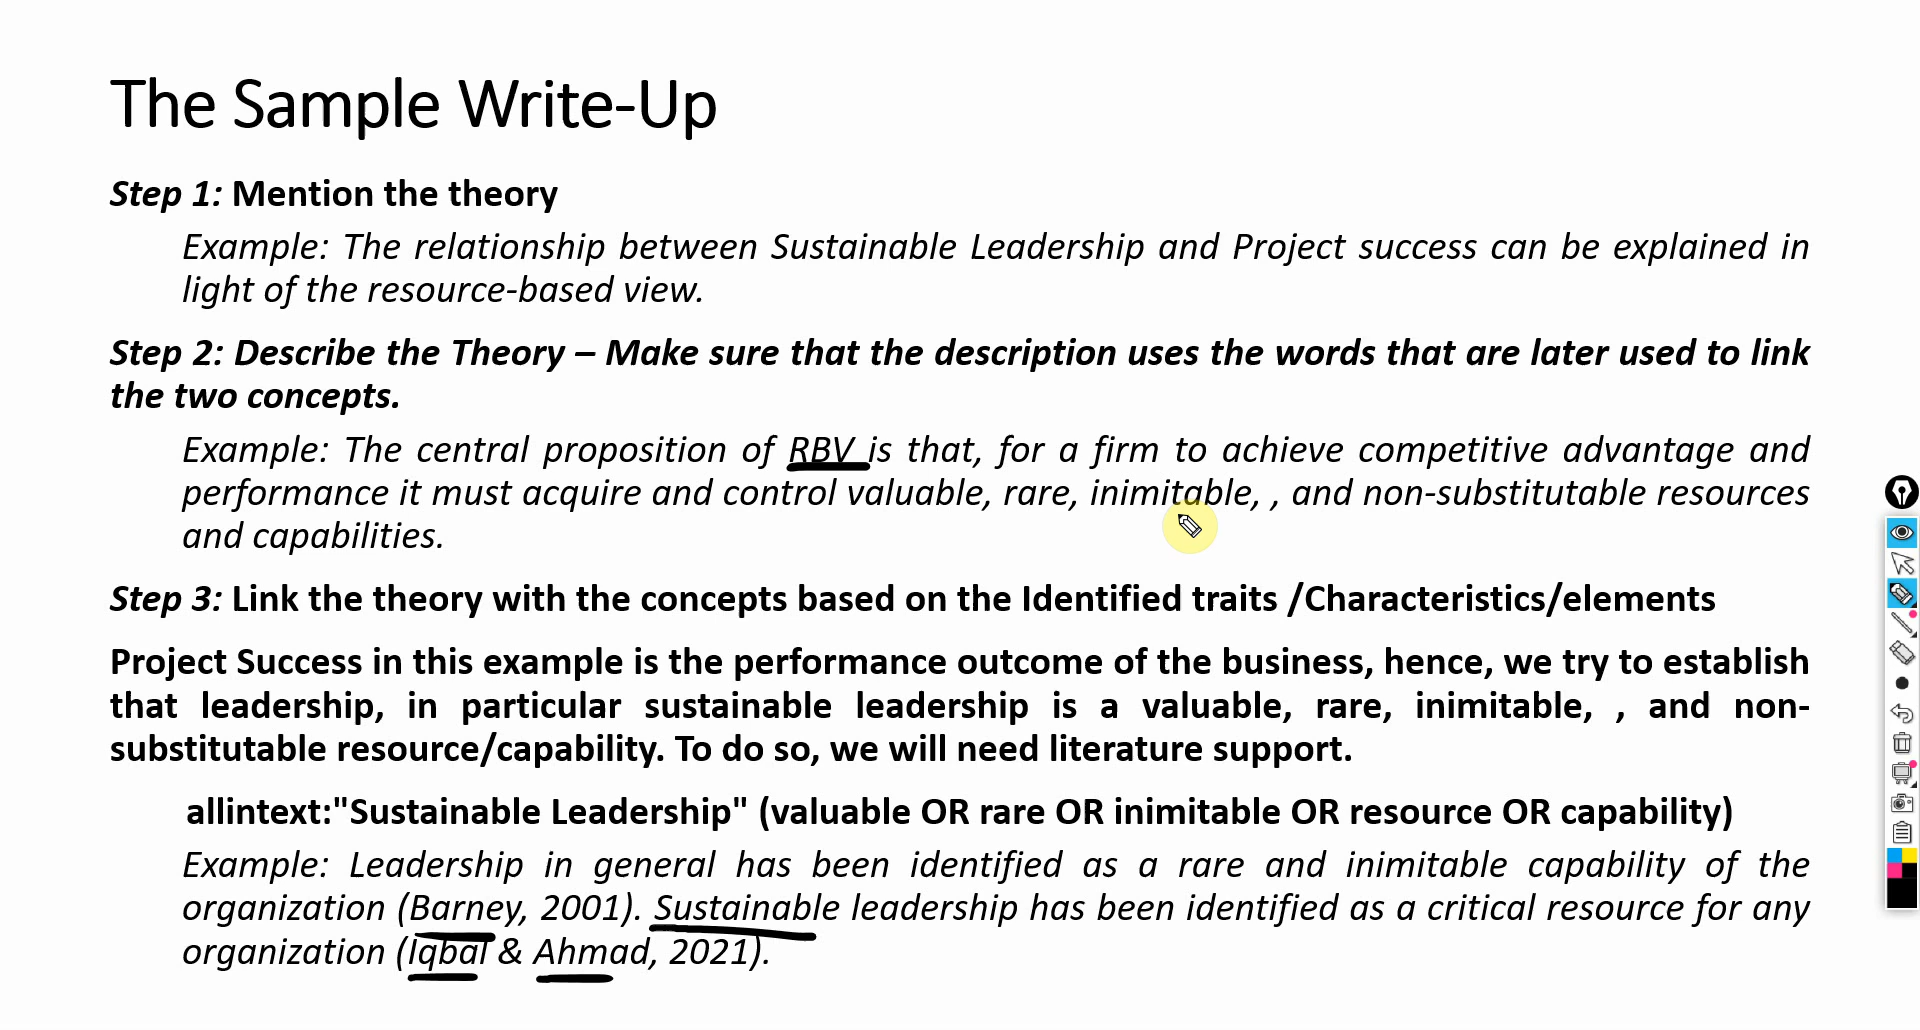 The Sample Write-Up
Step 1: Mention the theory
Example: The relationship between Sustainable Leadership and Project success can be explained in
light of the resource-based view.
Step 2: Describe the Theory – Make sure that the description uses the words that are later used to link
the two concepts.
Example: The central proposition of RBV is that, for a firm to achieve competitive advantage and
performance it must acquire and control valuable, rare, inimitable, , and non-substitutable resources
and capabilities.
Step 3: Link the theory with the concepts based on the Identified traits /Characteristics/elements
Project Success in this example is the performance outcome of the business, hence, we try to establish
that leadership, in particular sustainable leadership is a valuable, rare, inimitable, , and non-
substitutable resource/capability. To do so, we will need literature support.
allintext:"Sustainable Leadership" (valuable OR rare OR inimitable OR resource OR capability)
Example: Leadership in general has been identified as a rare and inimitable capability of the
organization (Barney, 2001). Sustainable leadership has been identified as a critical resource for any
organization (Iqbal & Ahmad, 2021).